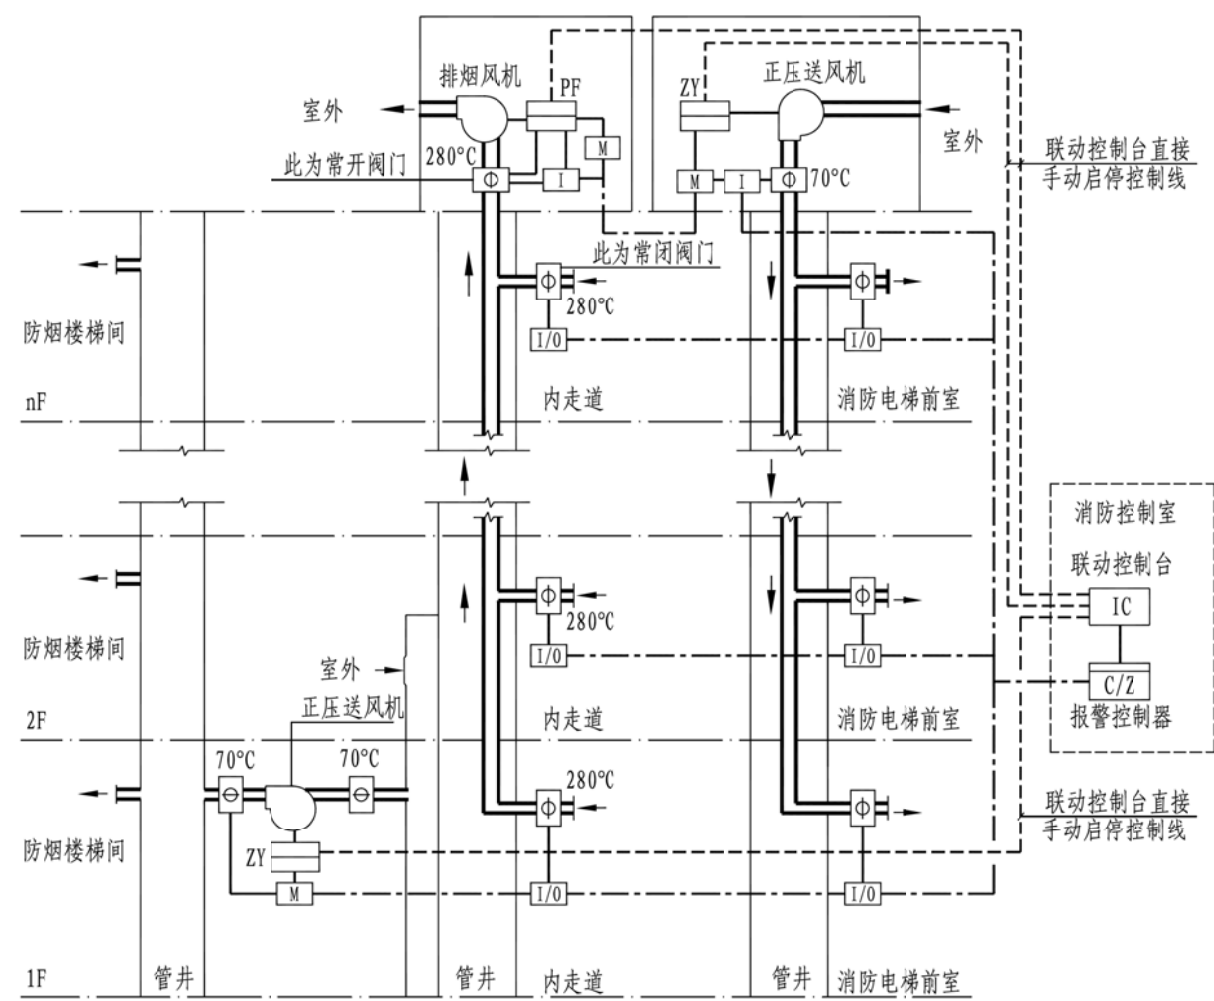 排烟风机
PF
室外
280°C
M
此为常开阀门
I
ZY
正压送风机
室外
M
I
70°C
联动控制台直接
手动启停控制线
此为常闭阀门
280°C
I/O
I/O
防烟楼梯间
nF
内走道
消防电梯前室
消防控制室
联动控制台
IC
C/Z
报警控制器
280°C
I/O
I/O
防烟楼梯间
室外
正压送风机
2F
内走道
消防电梯前室
70°C
70°C
280°C
联动控制台直接
手动启停控制线
防烟楼梯间
ZY
M
I/O
I/O
1F
管井
管井
内走道
管井
消防电梯前室